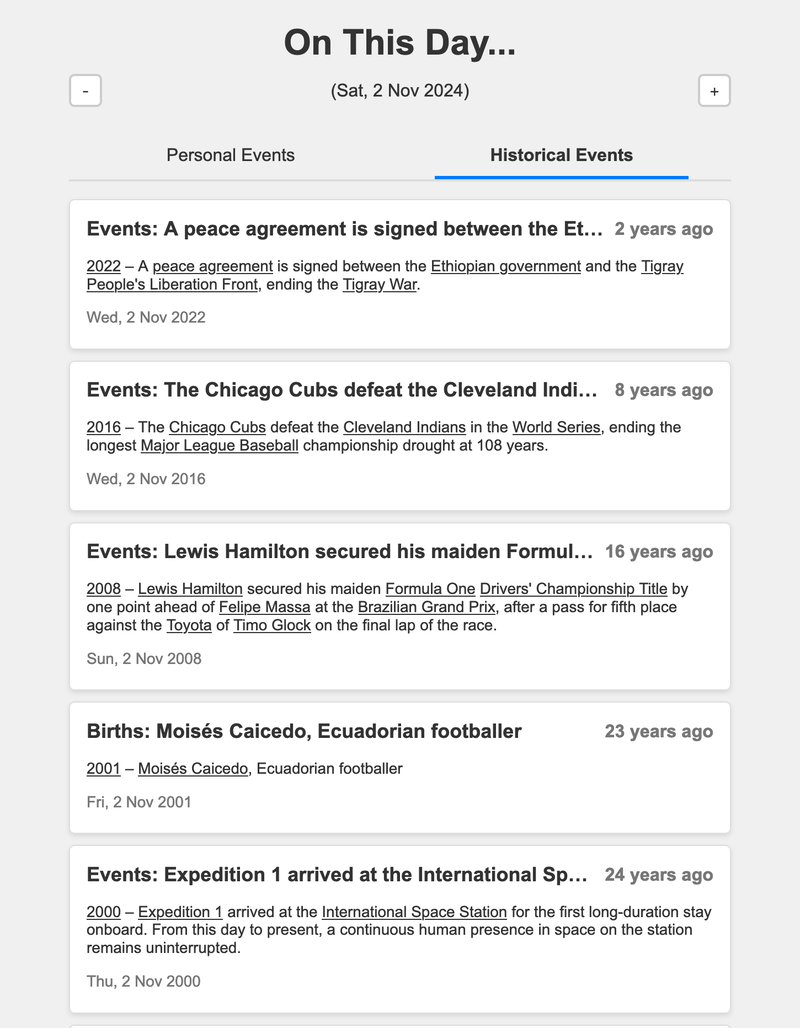 On This Day...
-
(Sat, 2 Nov 2024)
+
Personal Events
Historical Events
Events: A peace agreement is signed between the Et... 2 years ago
2022 – A peace agreement is signed between the Ethiopian government and the Tigray
People's Liberation Front, ending the Tigray War.
Wed, 2 Nov 2022
Events: The Chicago Cubs defeat the Cleveland Indi... 8 years ago
2016 – The Chicago Cubs defeat the Cleveland Indians in the World Series, ending the
longest Major League Baseball championship drought at 108 years.
Wed, 2 Nov 2016
Events: Lewis Hamilton secured his maiden Formul... 16 years ago
2008 – Lewis Hamilton secured his maiden Formula One Drivers' Championship Title by
one point ahead of Felipe Massa at the Brazilian Grand Prix, after a pass for fifth place
against the Toyota of Timo Glock on the final lap of the race.
Sun, 2 Nov 2008
Births: Moisés Caicedo, Ecuadorian footballer 23 years ago
2001 – Moisés Caicedo, Ecuadorian footballer
Fri, 2 Nov 2001
Events: Expedition 1 arrived at the International Sp... 24 years ago
2000 – Expedition 1 arrived at the International Space Station for the first long-duration stay
onboard. From this day to present, a continuous human presence in space on the station
remains uninterrupted.
Thu, 2 Nov 2000